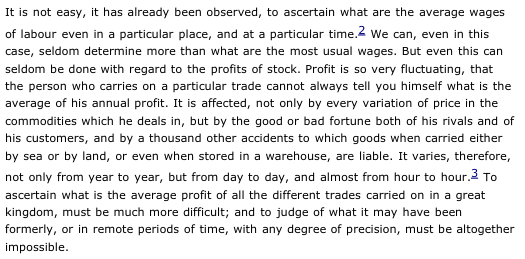 It is not easy, it has already been observed, to ascertain what are the average wages
of labour even in a particular place, and at a particular time.2 We can, even in this
case, seldom determine more than what are the most usual wages. But even this can
seldom be done with regard to the profits of stock. Profit is so very fluctuating, that
the person who carries on a particular trade cannot always tell you himself what is the
average of his annual profit. It is affected, not only by every variation of price in the
commodities which he deals in, but by the good or bad fortune both of his rivals and of
his customers, and by a thousand other accidents to which goods when carried either
by sea or by land, or even when stored in a warehouse, are liable. It varies, therefore,
not only from year to year, but from day to day, and almost from hour to hour.3 To
ascertain what is the average profit of all the different trades carried on in a great
kingdom, must be much more difficult; and to judge of what it may have been
formerly, or in remote periods of time, with any degree of precision, must be altogether
impossible.